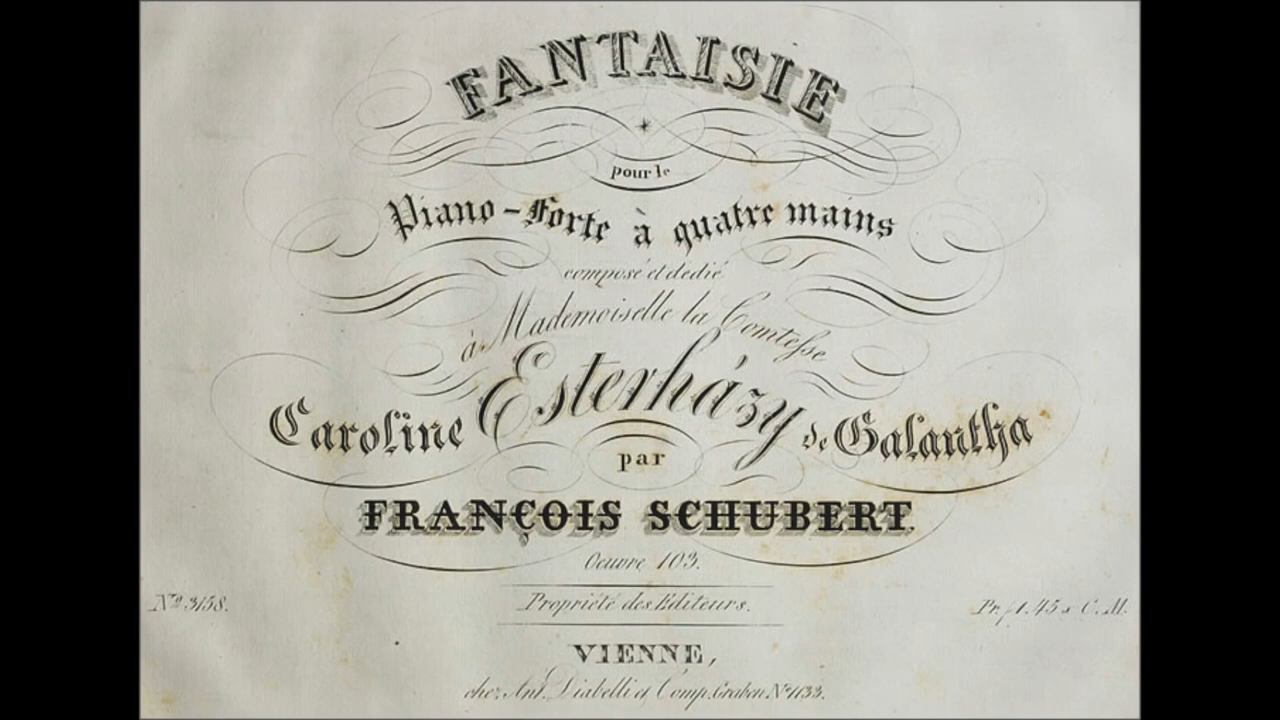 FANTAISIE
pour le
Piano-Forte à quatre mains
composé et dedié
à Mademoiselle la Comtesse
Caroline Esterházy de Galantha
par
FRANÇOIS SCHUBERT.
Oeuvre 103.
Propriété des Editeurs.
No 3158.
Pr. f 1.45 x C. M.
VIENNE,
chez Ant. Diabelli et Comp. Graben No 1133.